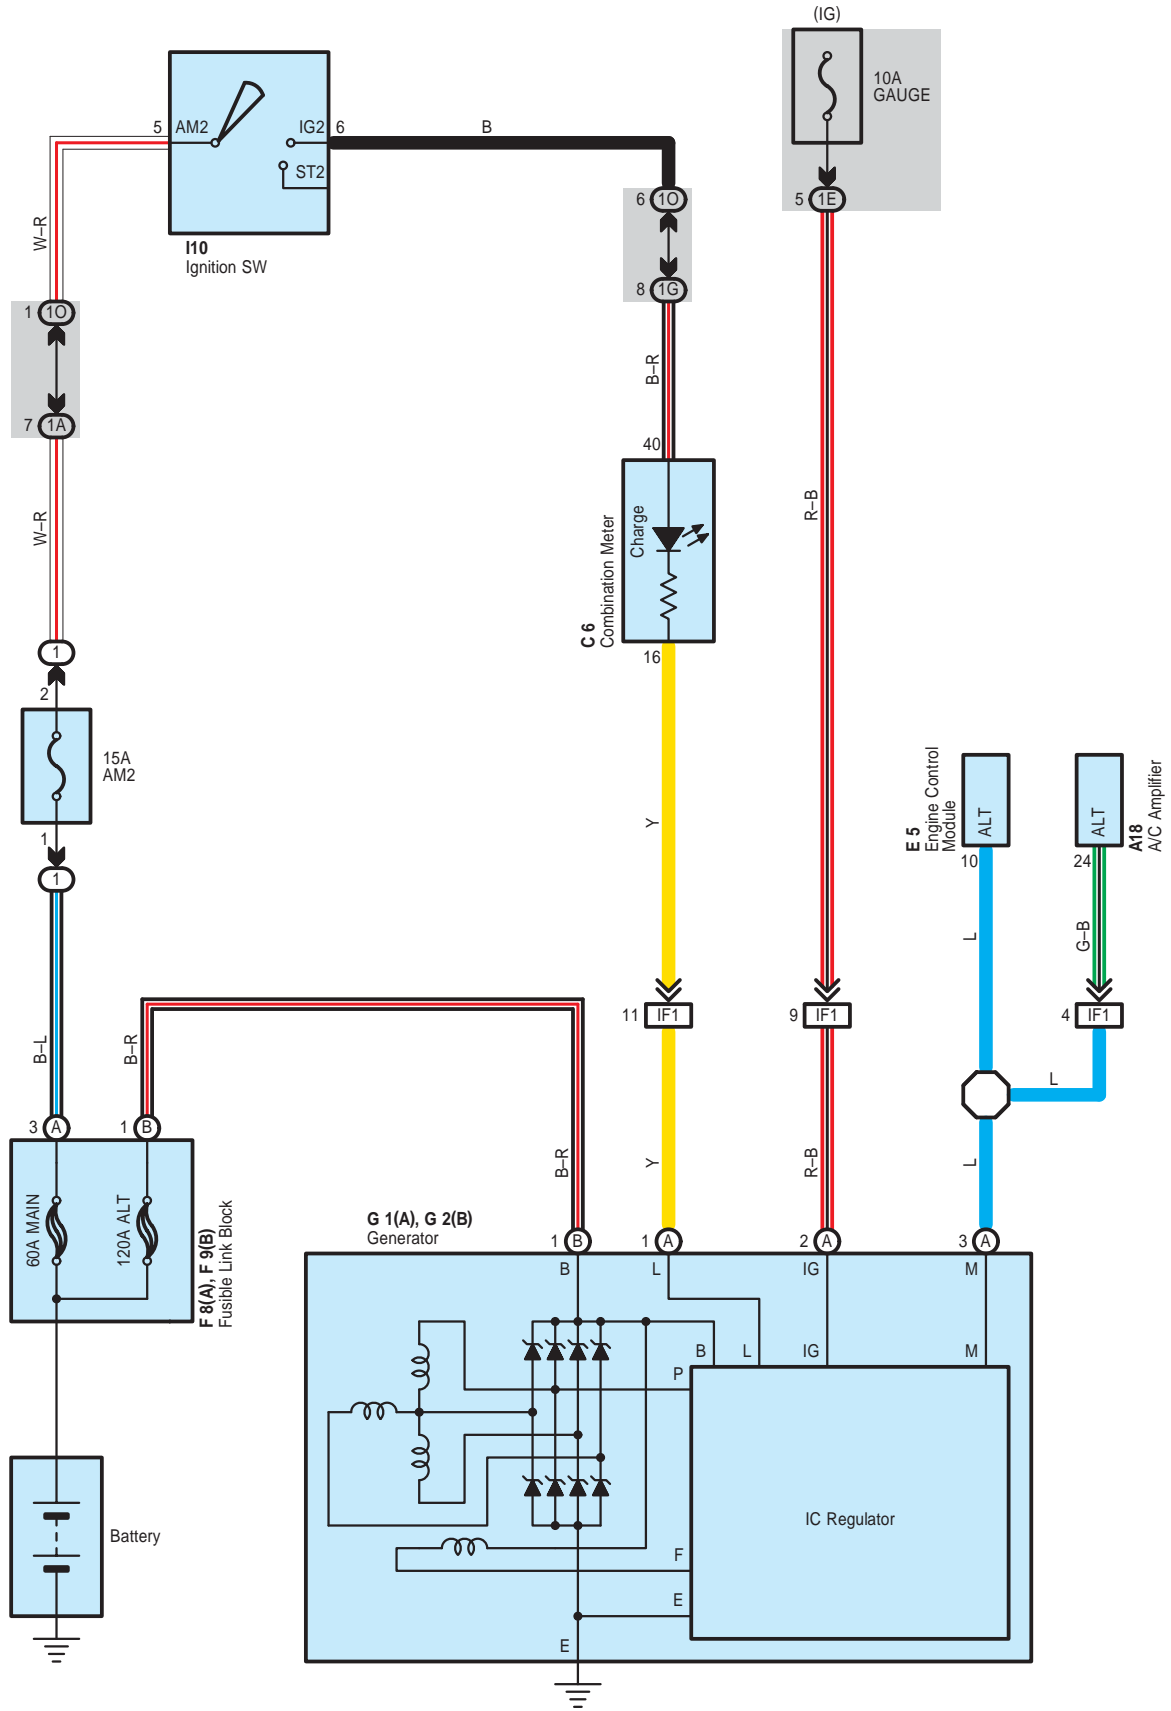 (IG)
10A
GAUGE
5
1E
5
AM2
IG2
6
B
ST2
I10
Ignition SW
W–R
1
1O
7
1A
W–R
1
2
15A
AM2
1
1
B–L
B–R
6
1O
8
1G
B–R
40
Charge
C 6
Combination Meter
16
R–B
Y
ALT
E 5
Engine Control
Module
10
ALT
A18
A/C Amplifier
24
L
G–B
11
IF1
9
IF1
4
IF1
L
3
A
1
B
60A MAIN
120A ALT
F 8(A), F 9(B)
Fusible Link Block
B–R
Y
R–B
L
G 1(A), G 2(B)
Generator
1
B
1
A
2
A
3
A
B
L
IG
M
B
L
IG
M
P
IC Regulator
F
E
E
Battery